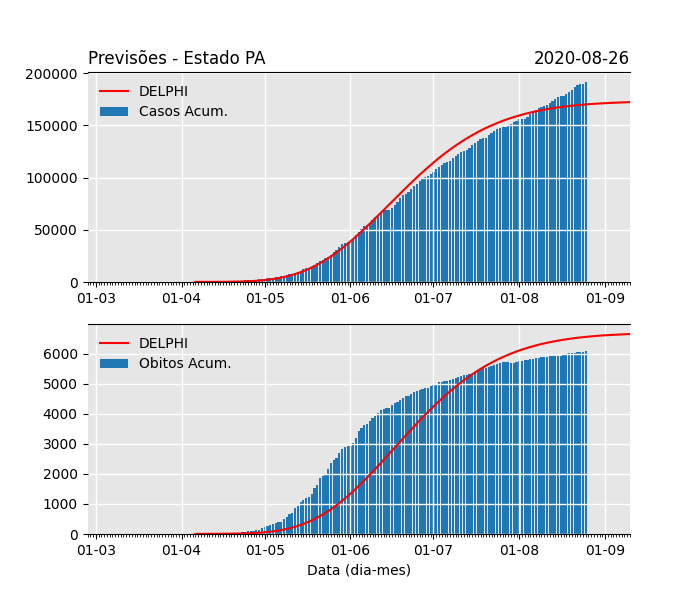 Previsões - Estado PA 2020-08-26
200000
DELPHI
Casos Acum.
150000
100000
50000
0
01-03 01-04 01-05 01-06 01-07 01-08 01-09
DELPHI
6000
Obitos Acum.
5000
4000
3000
2000
1000
0
01-03 01-04 01-05 01-06 01-07 01-08 01-09
Data (dia-mes)